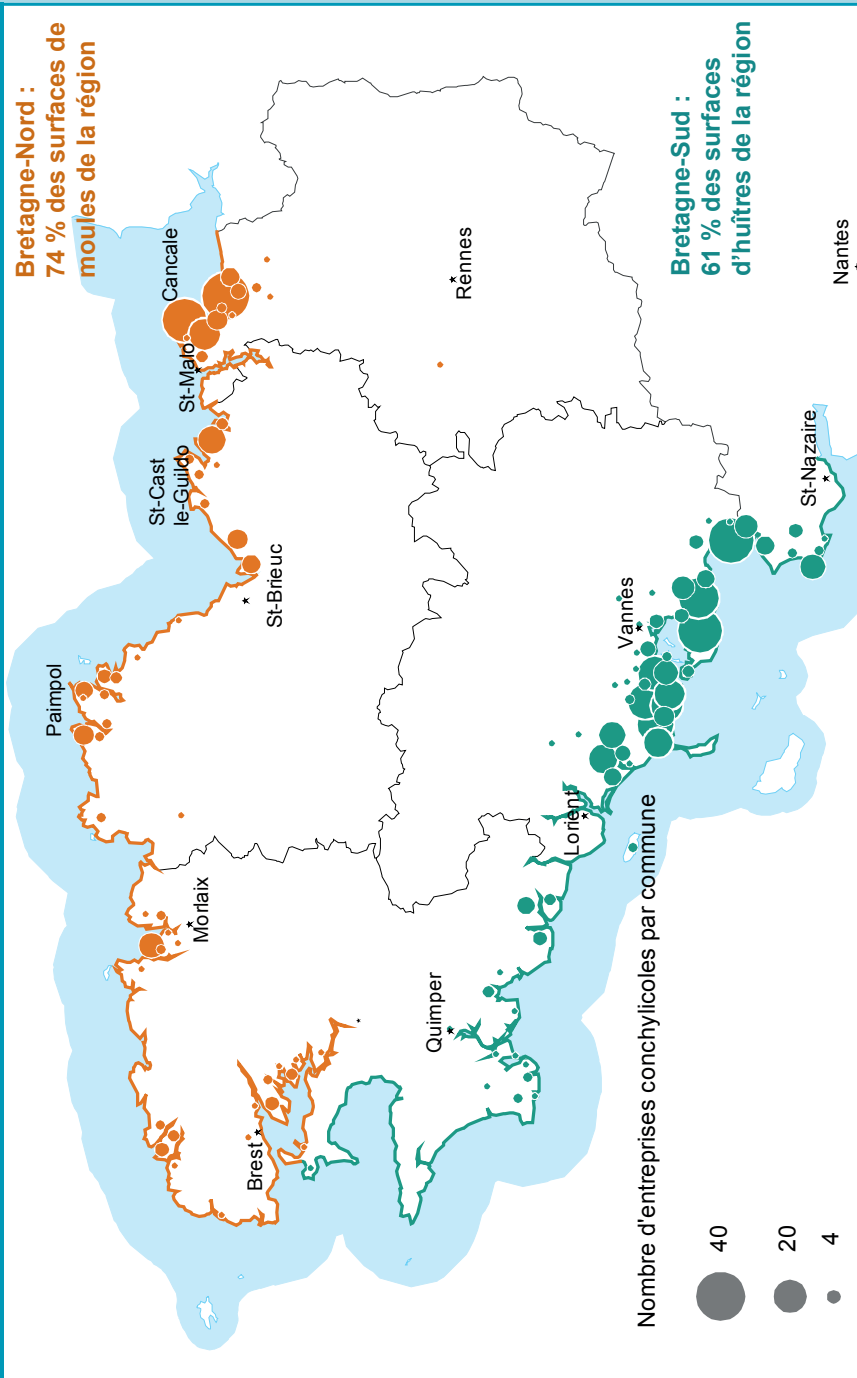 Bretagne-Nord :
74 % des surfaces de
moules de la région
Cancale
St-Malo
St-Cast
le-Guildo
Paimpol
St-Brieuc
Morlaix
Brest
Rennes
Quimper
Lorient
Vannes
Bretagne-Sud :
61 % des surfaces
d'huîtres de la région
St-Nazaire
Nantes
Nombre d'entreprises conchylicoles par commune
40
20
4